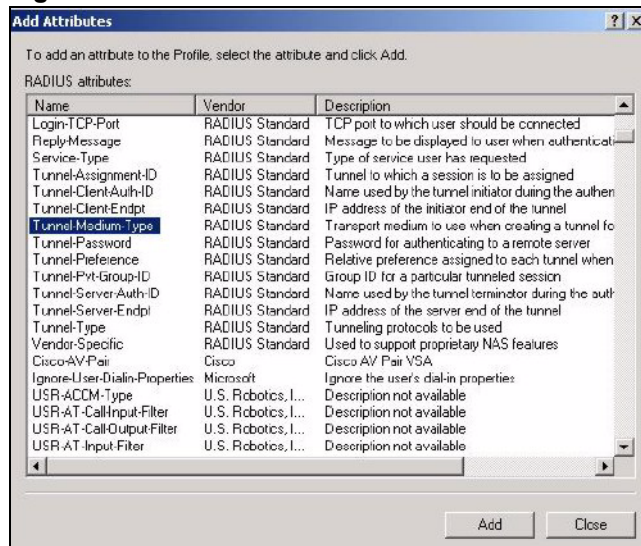 Add Attributes
To add an attribute to the Profile, select the attribute and click Add.
RADIUS attributes:
Name Vendor Description
Login-TCP-Port RADIUS Standard TCP port to which user should be connected
Reply-Message RADIUS Standard Message to be displayed to user when authenticati
Service-Type RADIUS Standard Type of service user has requested
Tunnel-Assignment-ID RADIUS Standard Tunnel to which a session is to be assigned
Tunnel-Client-Auth-ID RADIUS Standard Name used by the tunnel initiator during the authen
Tunnel-Client-Endpt RADIUS Standard IP address of the initiator end of the tunnel
Tunnel-Medium-Type RADIUS Standard Transport medium to use when creating a tunnel fo
Tunnel-Password RADIUS Standard Password for authenticating to a remote server
Tunnel-Preference RADIUS Standard Relative preference assigned to each tunnel when
Tunnel-Pvt-Group-ID RADIUS Standard Group ID for a particular tunneled session
Tunnel-Server-Auth-ID RADIUS Standard Name used by the tunnel terminator during the auth
Tunnel-Server-Endpt RADIUS Standard IP address of the server end of the tunnel
Tunnel-Type RADIUS Standard Tunneling protocols to be used
Vendor-Specific RADIUS Standard Used to support proprietary NAS features
Cisco-AV-Pair Cisco Cisco AV Pair VSA
Ignore-User-Dialin-Properties Microsoft Ignore the user's dial-in properties
USR-ACCM-Type U.S. Robotics, I... Description not available
USR-AT-Call-Input-Filter U.S. Robotics, I... Description not available
USR-AT-Call-Output-Filter U.S. Robotics, I... Description not available
USR-AT-Input-Filter U.S. Robotics, I... Description not available
Add Close